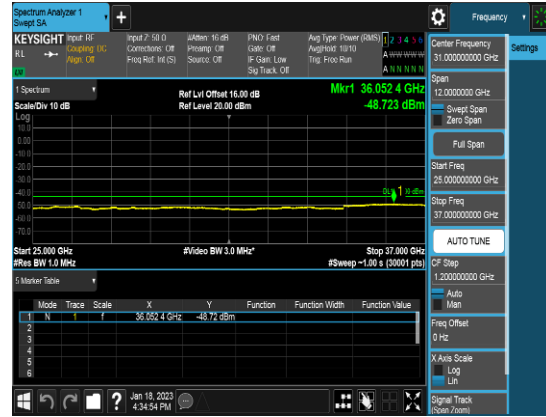 Spectrum Analyzer 1
Swept SA
+
Frequency
KEYSIGHT
RL
Input: RF
Coupling: DC
Align: Off
Input Z: 50 Ω
Corrections: Off
Freq Ref: Int (S)
#Atten: 16 dB
Preamp: Off
Source: Off
PNO: Fast
Gate: Off
IF Gain: Low
Sig Track: Off
Avg Type: Power (RMS)
Avg|Hold: 10/10
Trig: Free Run
1 2 3 4 5 6
A W W W W W
A N N N N N
1 Spectrum
Scale/Div 10 dB
Ref Lvl Offset 16.00 dB
Ref Level 20.00 dBm
Mkr1 36.052 4 GHz
-48.723 dBm
Log
10.0
0.00
-10.0
-20.0
-30.0
-40.0
-50.0
-60.0
-70.0
1
Start 25.000 GHz
#Res BW 1.0 MHz
#Video BW 3.0 MHz*
Stop 37.000 GHz
#Sweep ~1.00 s (30001 pts)
5 Marker Table
Mode Trace Scale X Y Function Function Width Function Value
1 N 1 f 36.052 4 GHz -48.72 dBm
2
3
4
5
6
Jan 18, 2023
4:34:54 PM
Center Frequency
31.000000000 GHz
Settings
Span
12.0000000 GHz
Swept Span
Zero Span
Full Span
Start Freq
25.000000000 GHz
Stop Freq
37.000000000 GHz
AUTO TUNE
CF Step
1.200000000 GHz
Auto
Man
Freq Offset
0 Hz
X Axis Scale
Log
Lin
Signal Track
(Span Zoom)